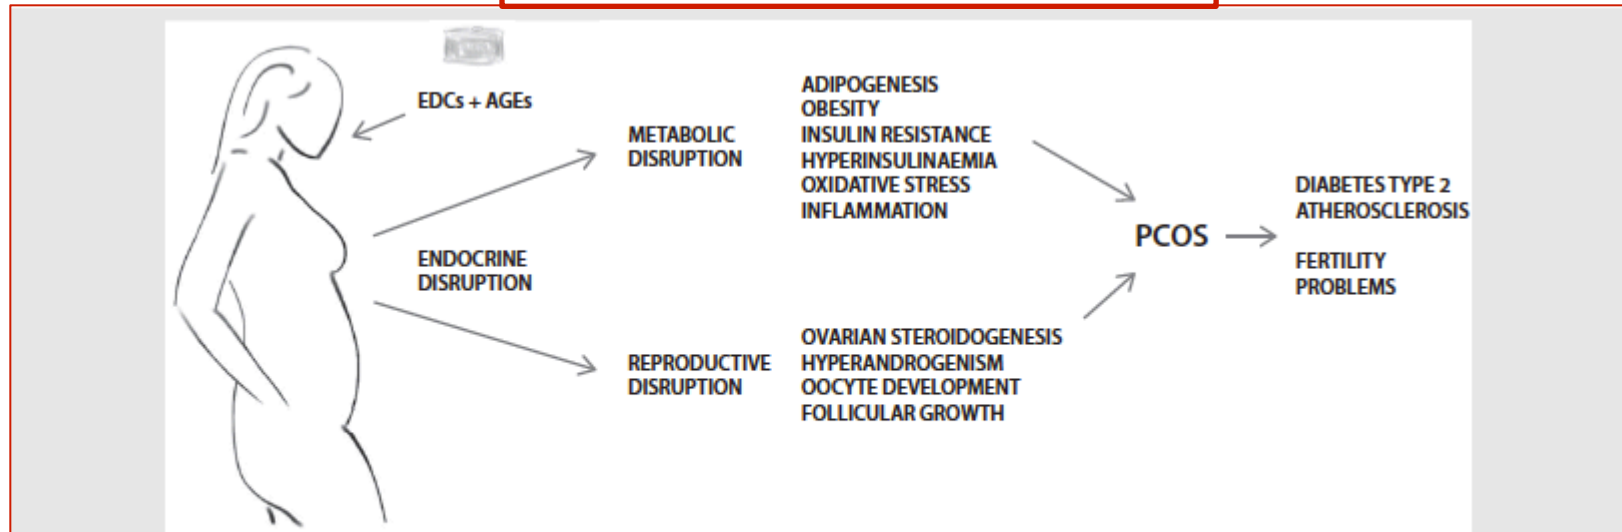 EDCs + AGEs
METABOLIC
DISRUPTION
ADIPOGENESIS
OBESITY
INSULIN RESISTANCE
HYPERINSULINAEMIA
OXIDATIVE STRESS
INFLAMMATION
ENDOCRINE
DISRUPTION
PCOS
DIABETES TYPE 2
ATHEROSCLEROSIS
FERTILITY
PROBLEMS
REPRODUCTIVE
DISRUPTION
OVARIAN STEROIDOGENESIS
HYPERANDROGENISM
OOCYTE DEVELOPMENT
FOLLICULAR GROWTH